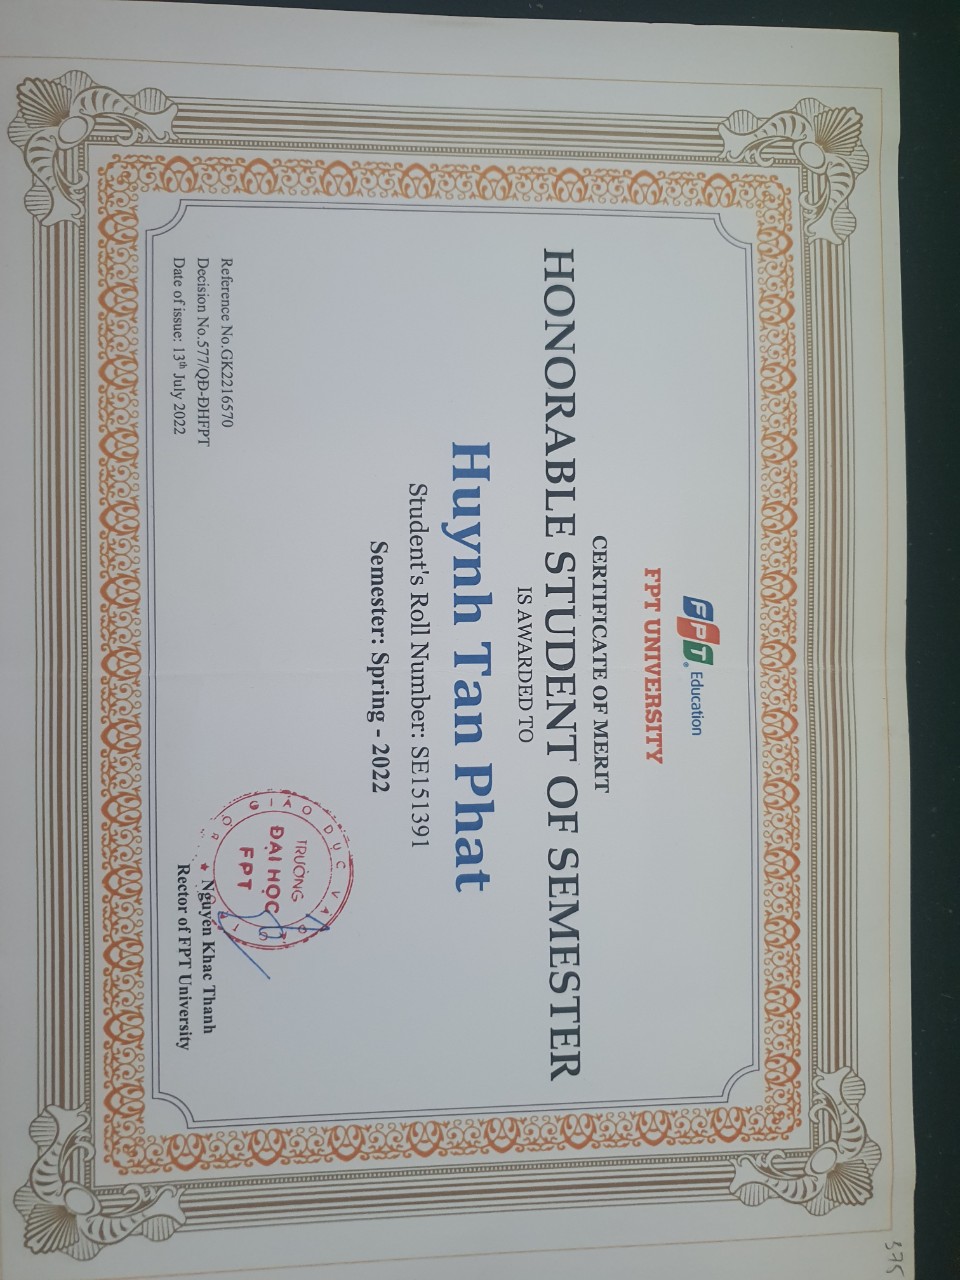 375
FPT Education
FPT UNIVERSITY
CERTIFICATE OF MERIT
HONORABLE STUDENT OF SEMESTER
IS AWARDED TO
Huynh Tan Phat
Student's Roll Number: SE151391
Semester: Spring - 2022
BỘ GIÁO DỤC VÀ ĐÀO TẠO
TRƯỜNG
ĐẠI HỌC
FPT
Reference No.GK2216570
Decision No.577/QĐ-ĐHFPT
Date of issue: 13th July 2022
Nguyen Khac Thanh
Rector of FPT University